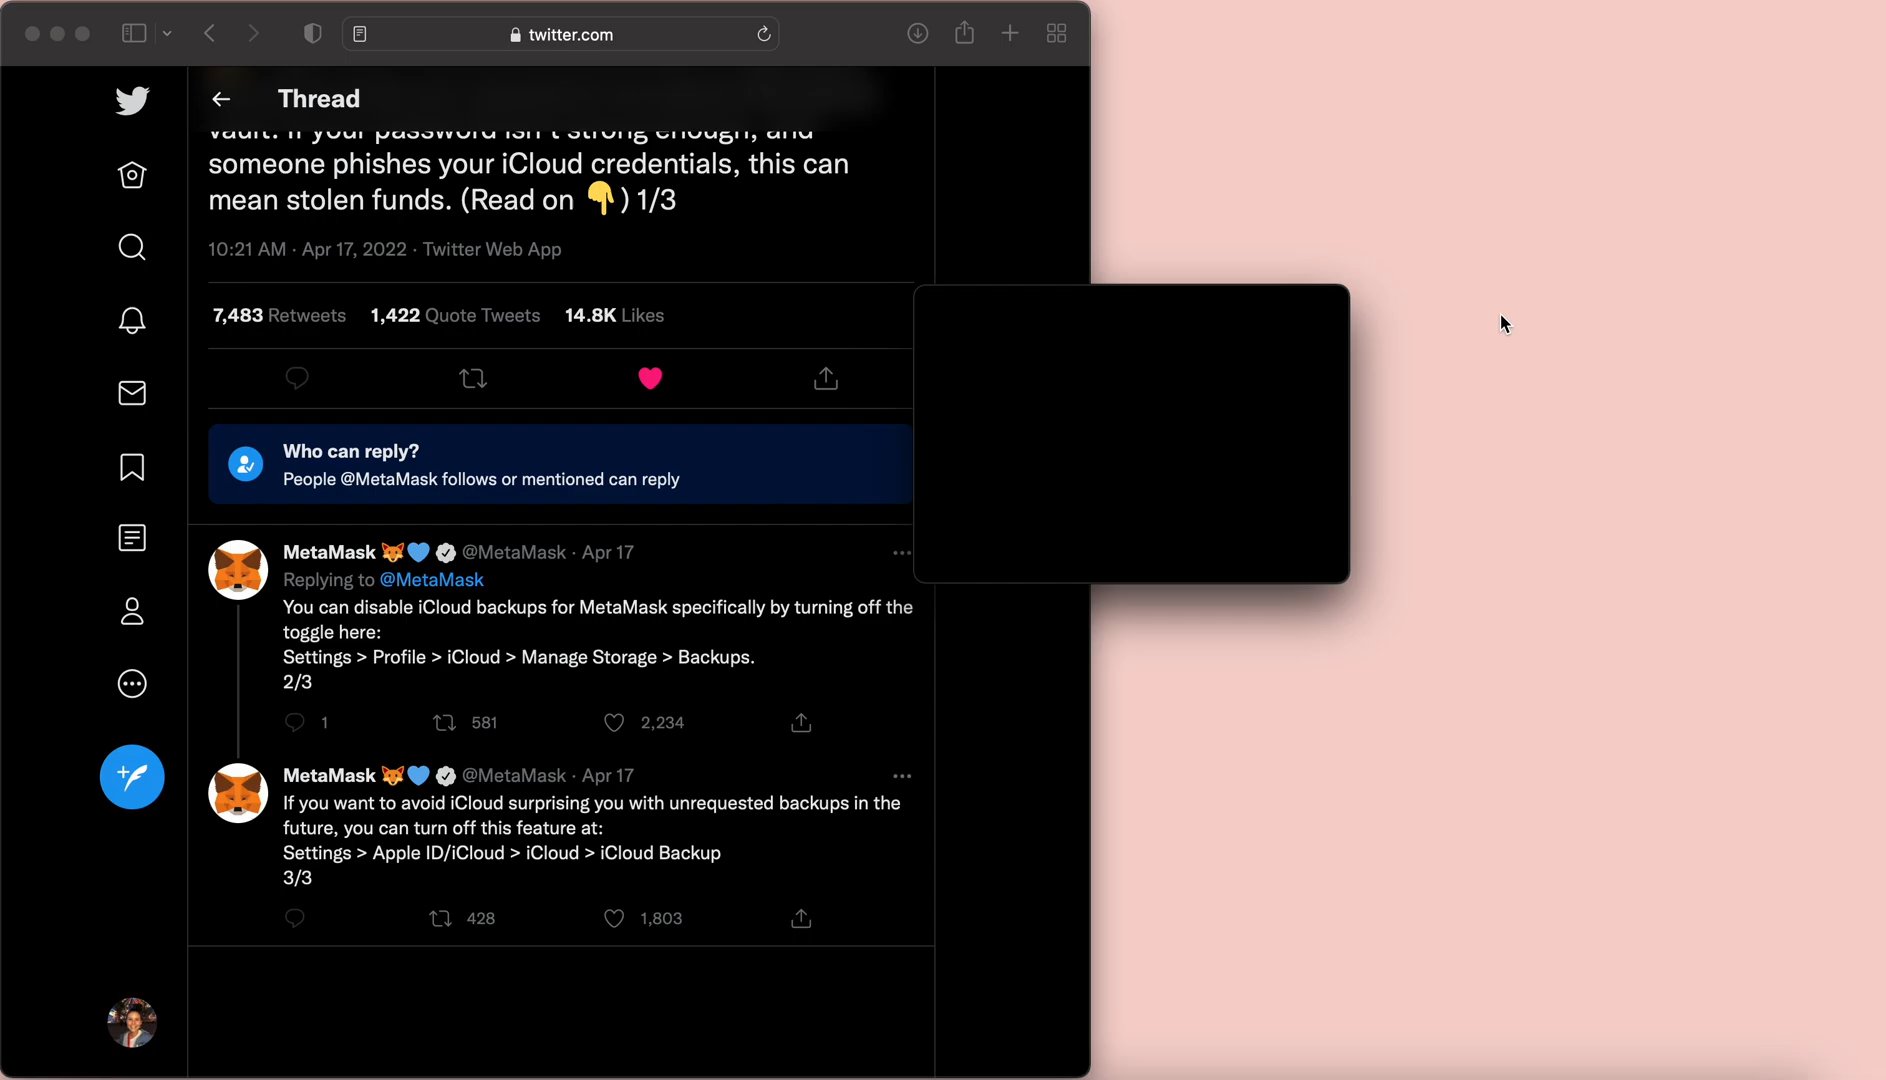 twitter.com
Thread
vault. If your password isn't strong enough, and
someone phishes your iCloud credentials, this can
mean stolen funds. (Read on 👇) 1/3
10:21 AM · Apr 17, 2022 · Twitter Web App
7,483 Retweets 1,422 Quote Tweets 14.8K Likes
Who can reply?
People @MetaMask follows or mentioned can reply
MetaMask 🦊💙 @MetaMask · Apr 17
Replying to @MetaMask
You can disable iCloud backups for MetaMask specifically by turning off the
toggle here:
Settings > Profile > iCloud > Manage Storage > Backups.
2/3
1 581 2,234
MetaMask 🦊💙 @MetaMask · Apr 17
If you want to avoid iCloud surprising you with unrequested backups in the
future, you can turn off this feature at:
Settings > Apple ID/iCloud > iCloud > iCloud Backup
3/3
428 1,803